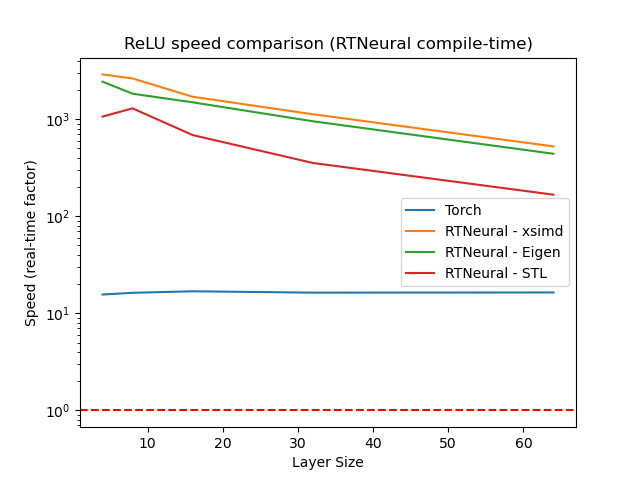 ReLU speed comparison (RTNeural compile-time)
Speed (real-time factor)
10³
10²
10¹
10⁰
Torch
RTNeural - xsimd
RTNeural - Eigen
RTNeural - STL
10 20 30 40 50 60
Layer Size